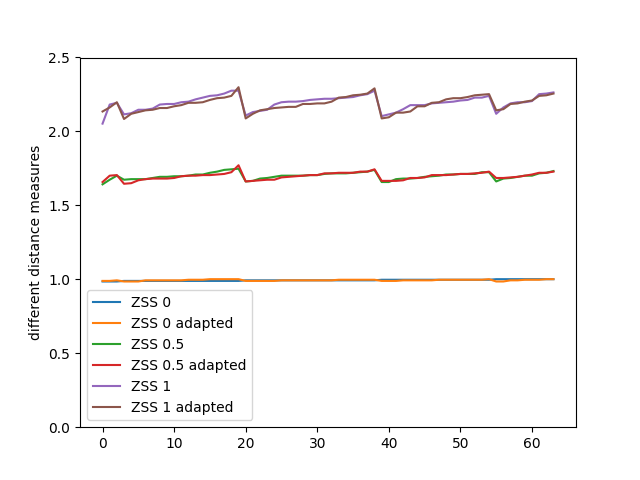 2.5
2.0
1.5
1.0
0.5
0.0
different distance measures
ZSS 0
ZSS 0 adapted
ZSS 0.5
ZSS 0.5 adapted
ZSS 1
ZSS 1 adapted
0 10 20 30 40 50 60